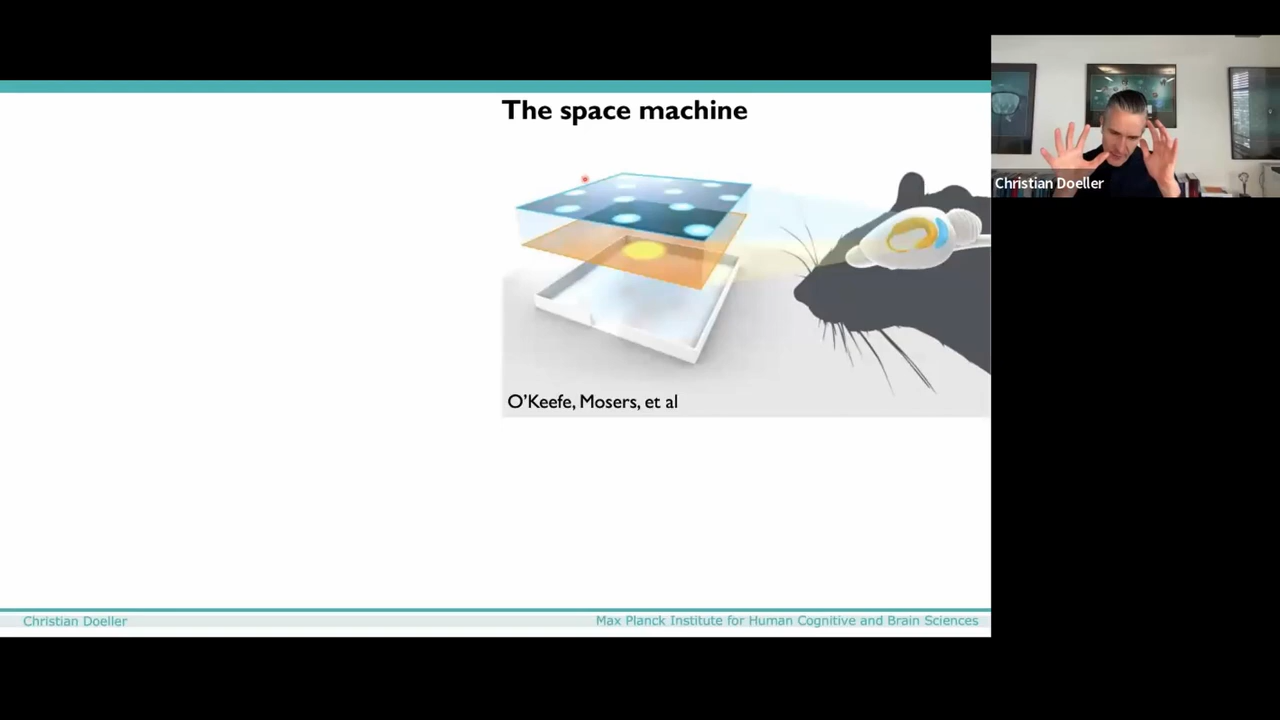 The space machine
Christian Doeller
O'Keefe, Mosers, et al
Christian Doeller
Max Planck Institute for Human Cognitive and Brain Sciences